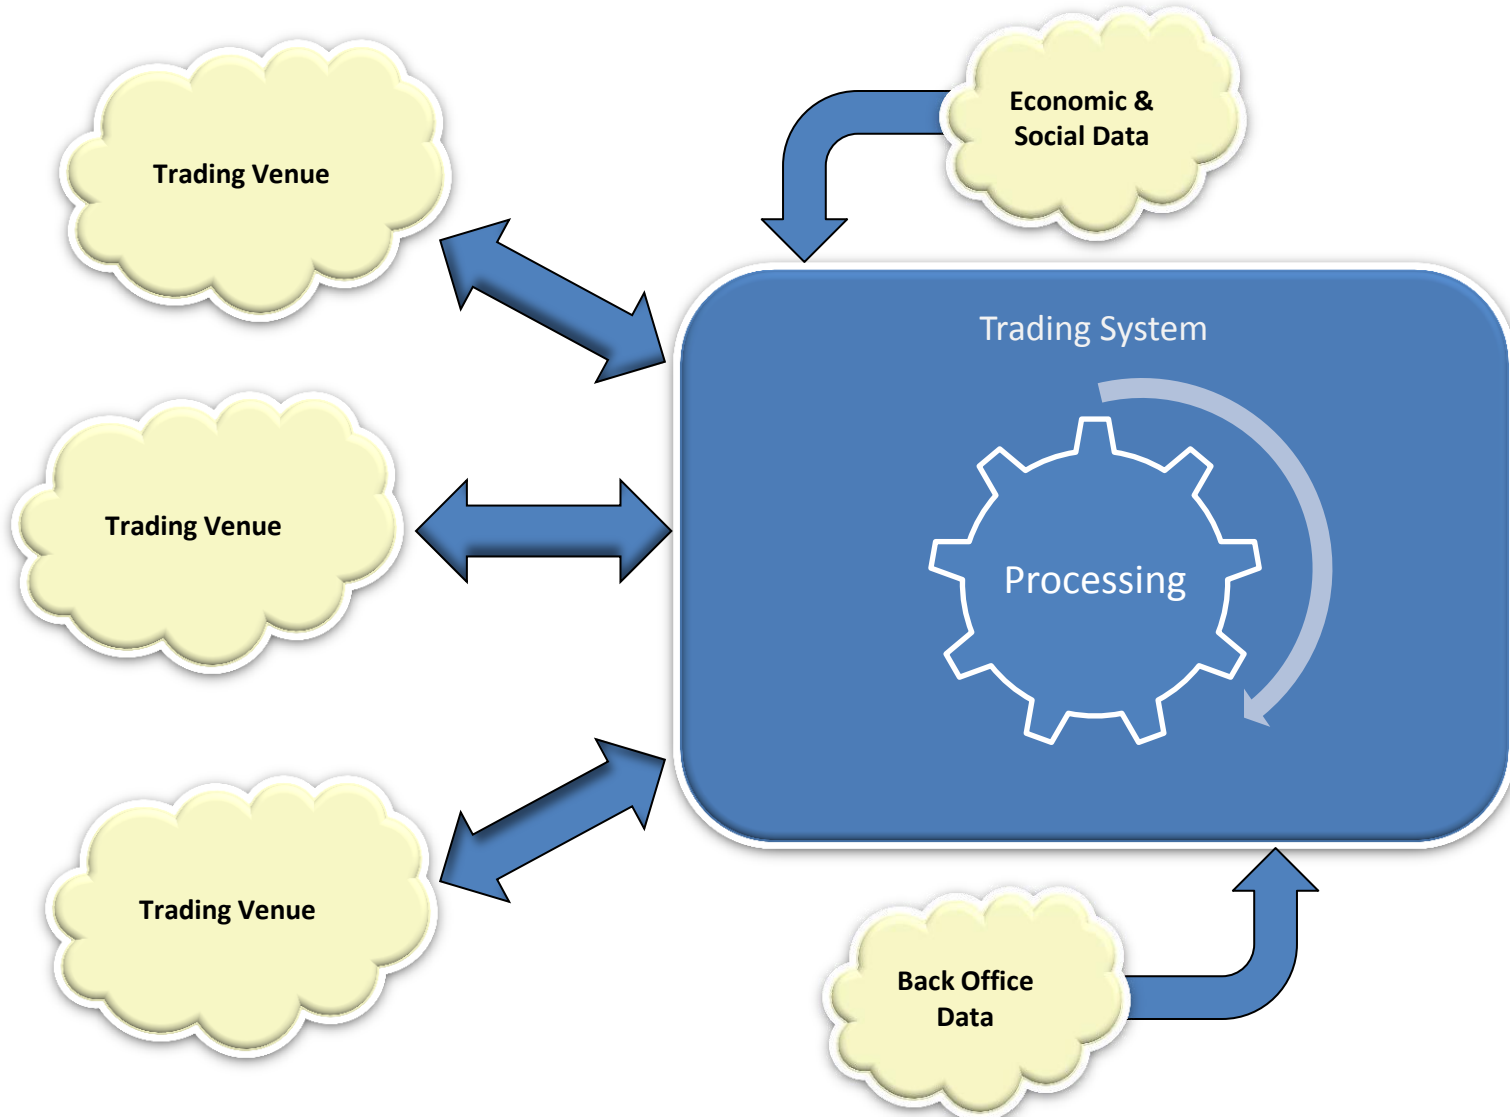 Economic &
Social Data
Trading Venue
Trading System
Trading Venue
Processing
Trading Venue
Back Office
Data